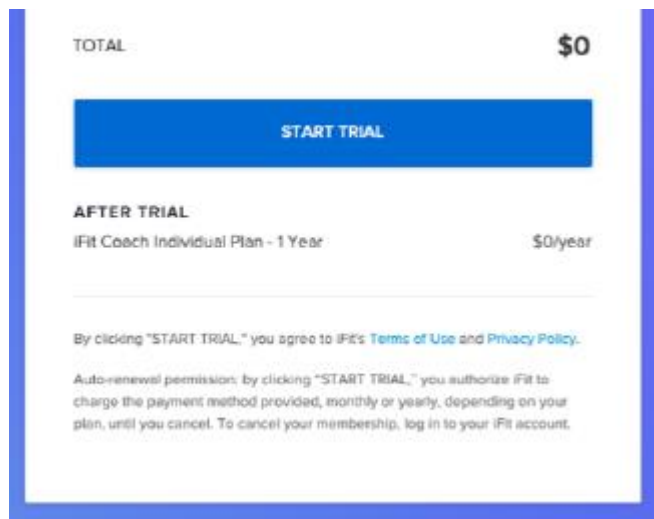 TOTAL $0
START TRIAL
AFTER TRIAL
iFit Coach Individual Plan - 1 Year $0/year
By clicking "START TRIAL," you agree to iFit's Terms of Use and Privacy Policy.
Auto-renewal permission: by clicking "START TRIAL," you authorize iFit to
charge the payment method provided, monthly or yearly, depending on your
plan, until you cancel. To cancel your membership, log in to your iFit account.